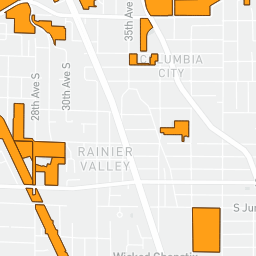 35th Ave
COLUMBIA
CITY
28th Ave S
30th Ave S
RAINIER
VALLEY
S Jun